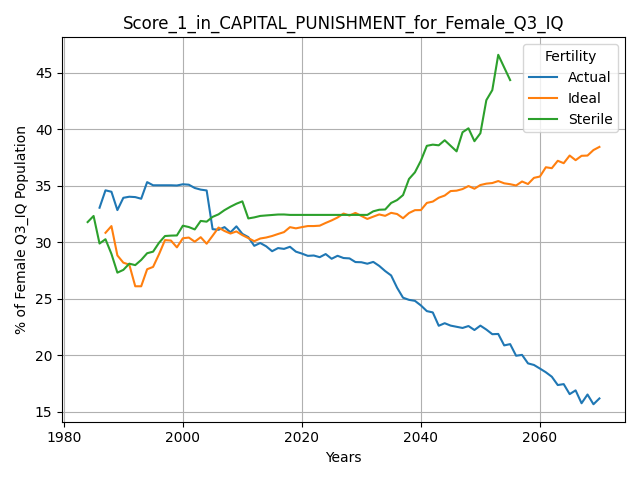 Score_1_in_CAPITAL_PUNISHMENT_for_Female_Q3_IQ
% of Female Q3_IQ Population
45
40
35
30
25
20
15
Fertility
Actual
Ideal
Sterile
1980 2000 2020 2040 2060
Years